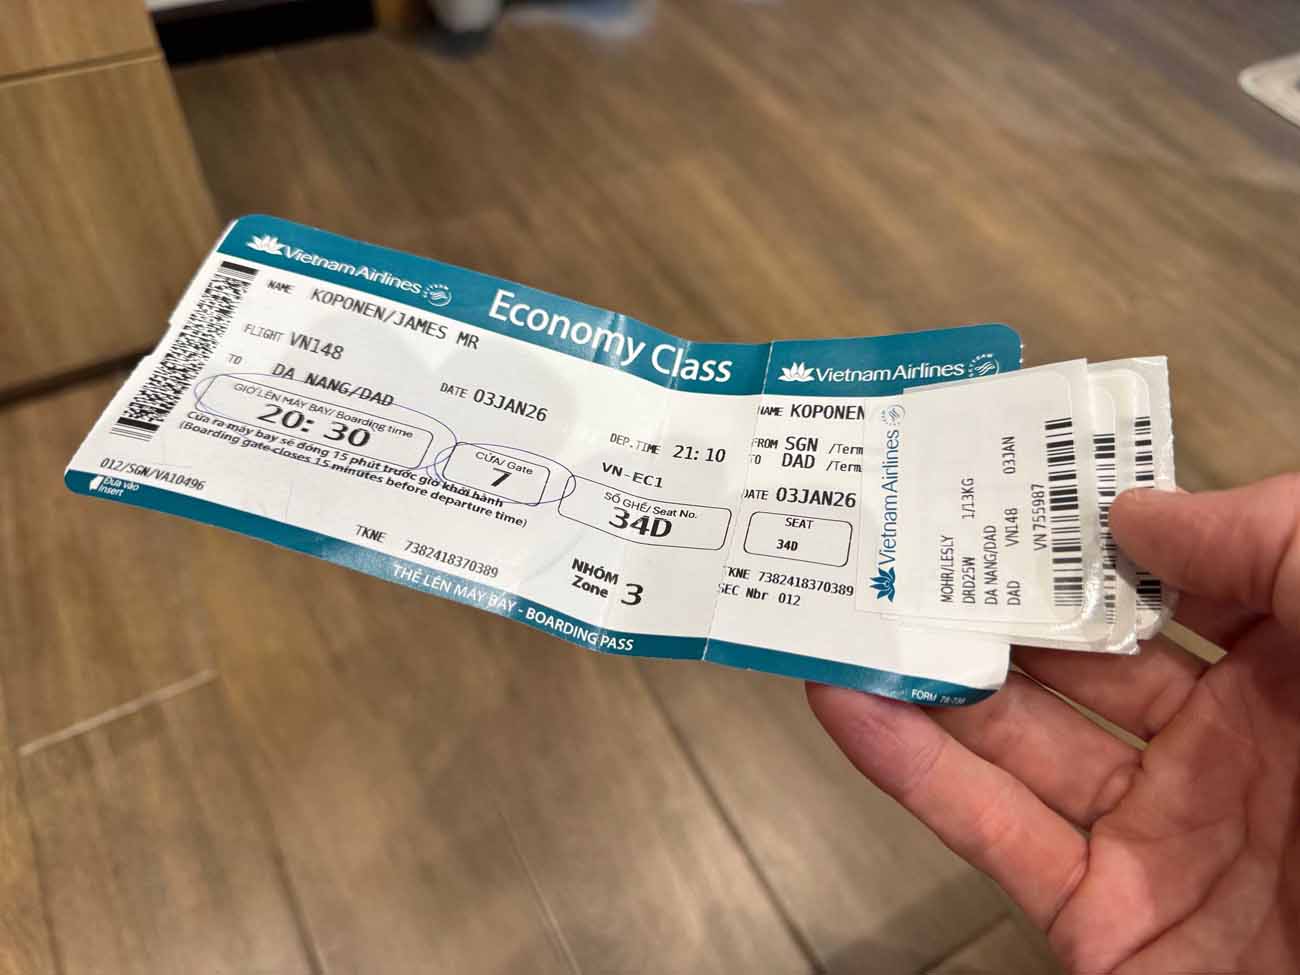 Vietnam Airlines
SKYTEAM
Economy Class
NAME KOPONEN/JAMES MR
FLIGHT VN148
TO DA NANG/DAD
DATE 03JAN26
GIỜ LÊN MÁY BAY/ Boarding time
20: 30
CỬA/ Gate
7
DEP.TIME 21: 10
VN-EC1
SỐ GHẾ/ Seat No.
34D
Cửa ra máy bay sẽ đóng 15 phút trước giờ khởi hành
(Boarding gate closes 15 minutes before departure time)
012/SGN/VA10496
Đưa vào
Insert
TKNE 7382418370389
NHÓM
Zone 3
THẺ LÊN MÁY BAY - BOARDING PASS
Vietnam Airlines
NAME KOPONEN
FROM SGN /Term
TO DAD /Term
DATE 03JAN26
SEAT
34D
TKNE 7382418370389
SEC Nbr 012
FORM
Vietnam Airlines
MOHR/LESLY
DRD25W 1/13KG
DA NANG/DAD
DAD VN148 03JAN
VN 755987